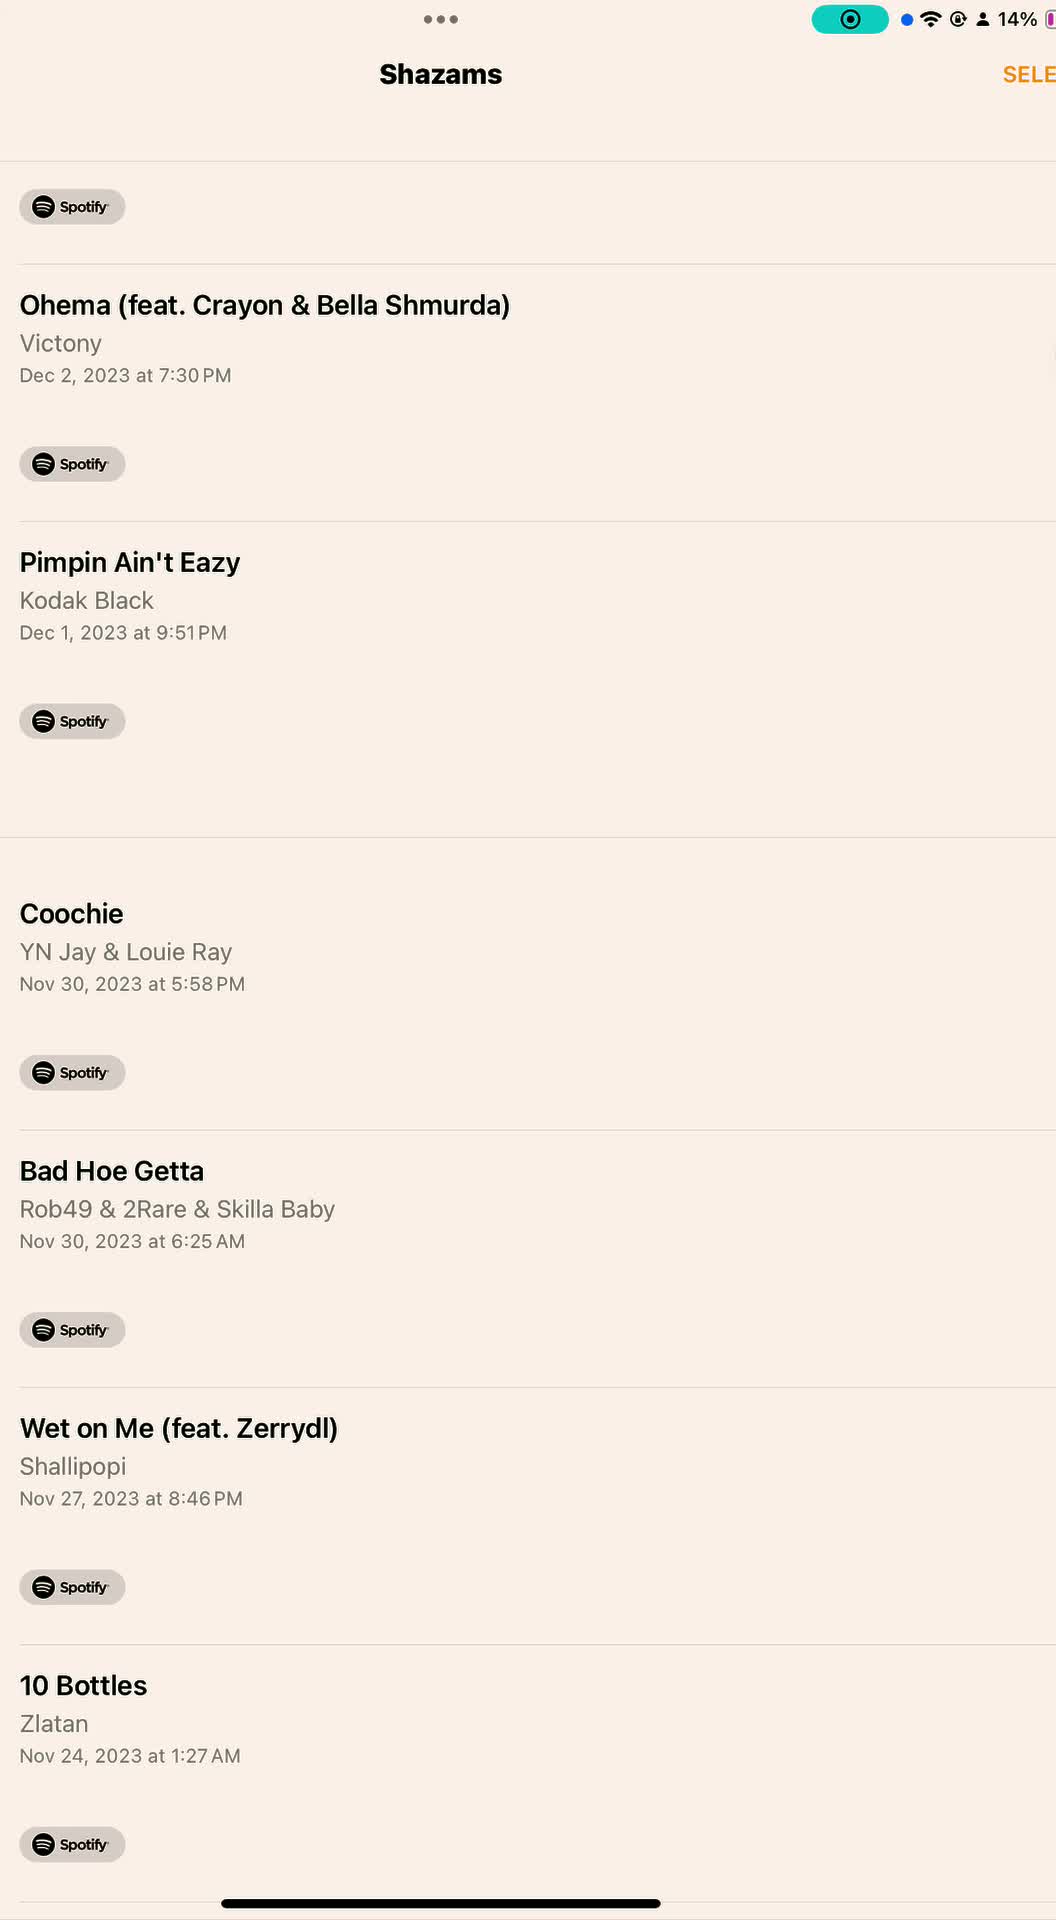 14%
Shazams
SELE
Spotify
Ohema (feat. Crayon & Bella Shmurda)
Victony
Dec 2, 2023 at 7:30 PM
Spotify
Pimpin Ain't Eazy
Kodak Black
Dec 1, 2023 at 9:51 PM
Spotify
Coochie
YN Jay & Louie Ray
Nov 30, 2023 at 5:58 PM
Spotify
Bad Hoe Getta
Rob49 & 2Rare & Skilla Baby
Nov 30, 2023 at 6:25 AM
Spotify
Wet on Me (feat. Zerrydl)
Shallipopi
Nov 27, 2023 at 8:46 PM
Spotify
10 Bottles
Zlatan
Nov 24, 2023 at 1:27 AM
Spotify